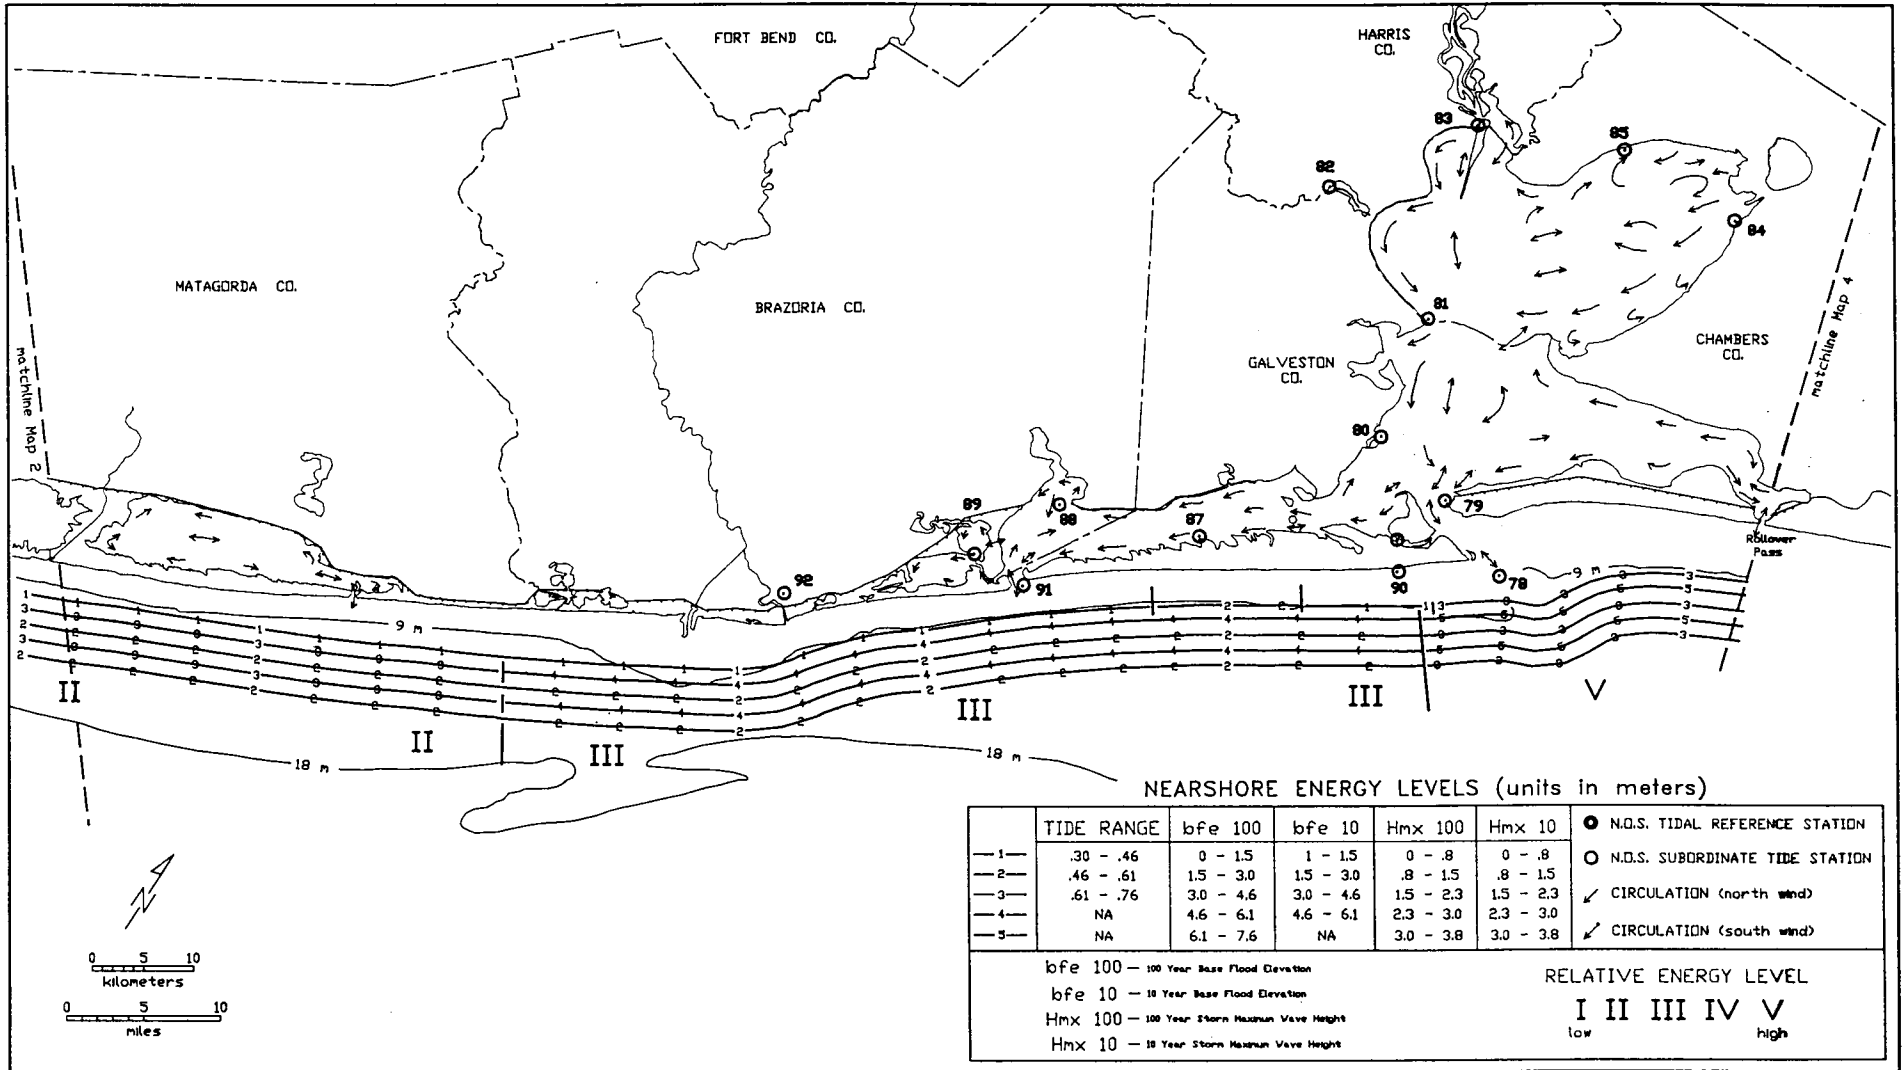 FORT BEND CO.
HARRIS
CO.
83
85
82
84
MATAGORDA CO.
BRAZORIA CO.
81
CHAMBERS
CO.
GALVESTON
CO.
matchline Map 2
matchline Map 4
80
89
88
87
79
Rollover
Pass
92
91
90
78
9 m
9 m
II
III
III
V
II
III
18 m
18 m
NEARSHORE ENERGY LEVELS (units in meters)
TIDE RANGE bfe 100 bfe 10 Hmx 100 Hmx 10
1 .30 - .46 0 - 1.5 1 - 1.5 0 - .8 0 - .8
2 .46 - .61 1.5 - 3.0 1.5 - 3.0 .8 - 1.5 .8 - 1.5
3 .61 - .76 3.0 - 4.6 3.0 - 4.6 1.5 - 2.3 1.5 - 2.3
4 NA 4.6 - 6.1 4.6 - 6.1 2.3 - 3.0 2.3 - 3.0
5 NA 6.1 - 7.6 NA 3.0 - 3.8 3.0 - 3.8
N.O.S. TIDAL REFERENCE STATION
N.O.S. SUBORDINATE TIDE STATION
CIRCULATION (north wind)
CIRCULATION (south wind)
bfe 100 — 100 Year Base Flood Elevation
bfe 10 — 10 Year Base Flood Elevation
Hmx 100 — 100 Year Storm Maximum Wave Height
Hmx 10 — 10 Year Storm Maximum Wave Height
RELATIVE ENERGY LEVEL
I II III IV V
low high
0 5 10
kilometers
0 5 10
miles